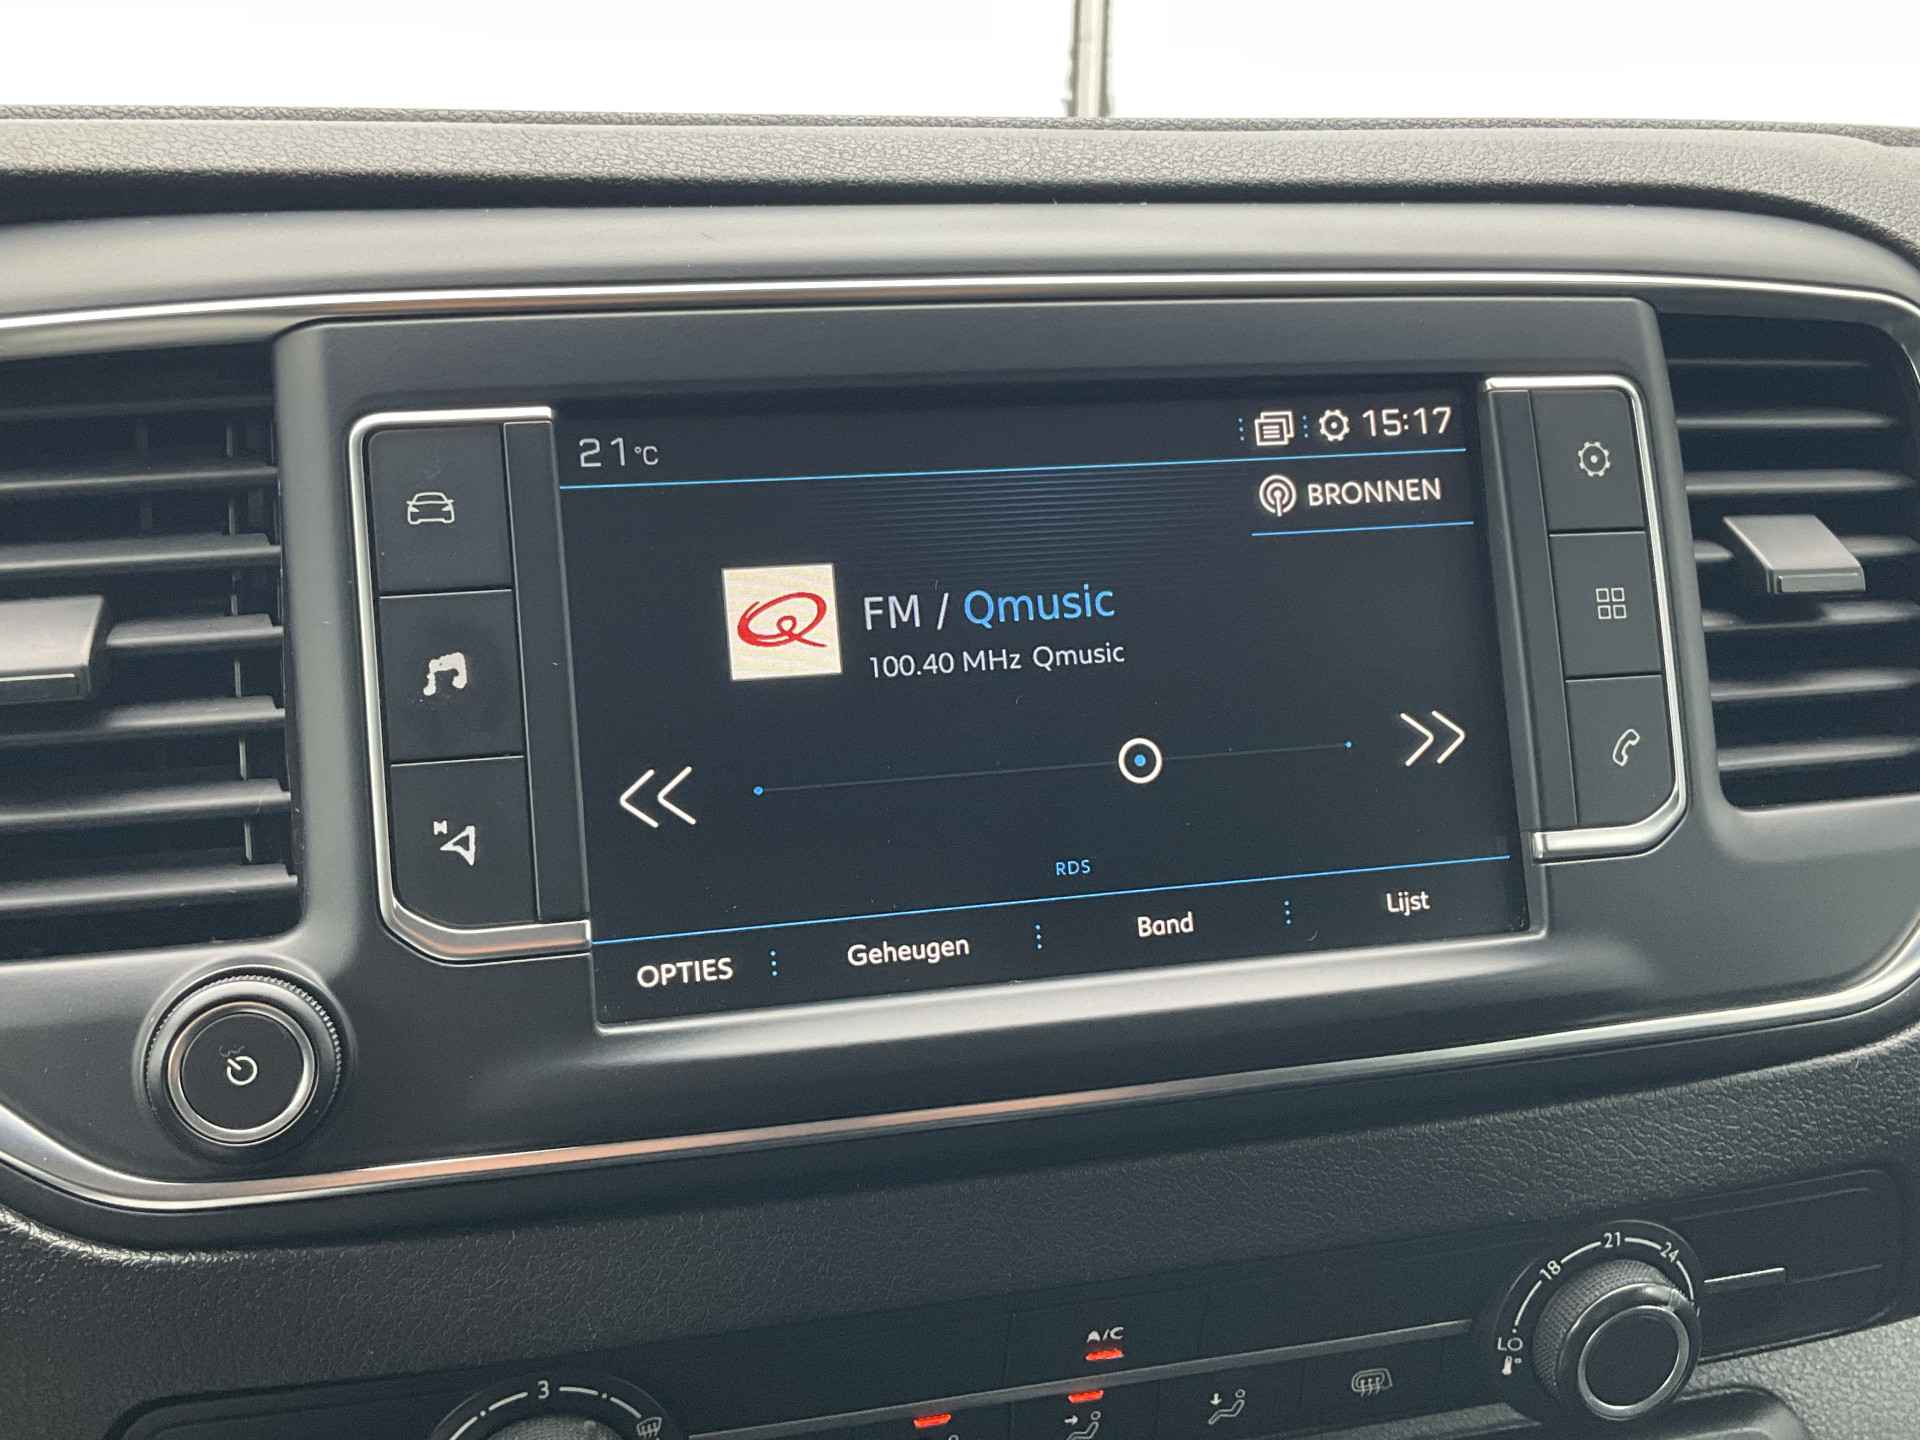 21°C
15:17
BRONNEN
FM / Qmusic
100.40 MHz Qmusic
RDS
OPTIES
Geheugen
Band
Lijst
18 21 24
LO
A/C
3